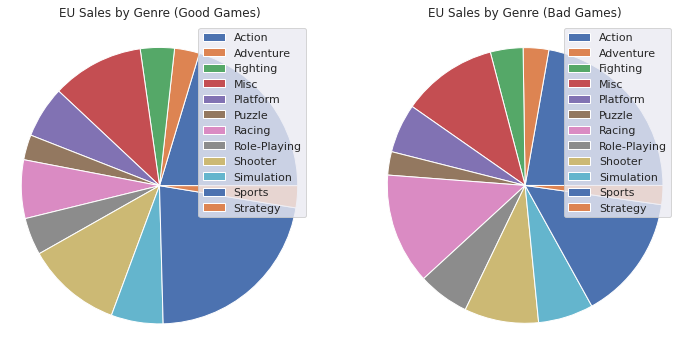 EU Sales by Genre (Good Games)
Action
Adventure
Fighting
Misc
Platform
Puzzle
Racing
Role-Playing
Shooter
Simulation
Sports
Strategy
EU Sales by Genre (Bad Games)
Action
Adventure
Fighting
Misc
Platform
Puzzle
Racing
Role-Playing
Shooter
Simulation
Sports
Strategy